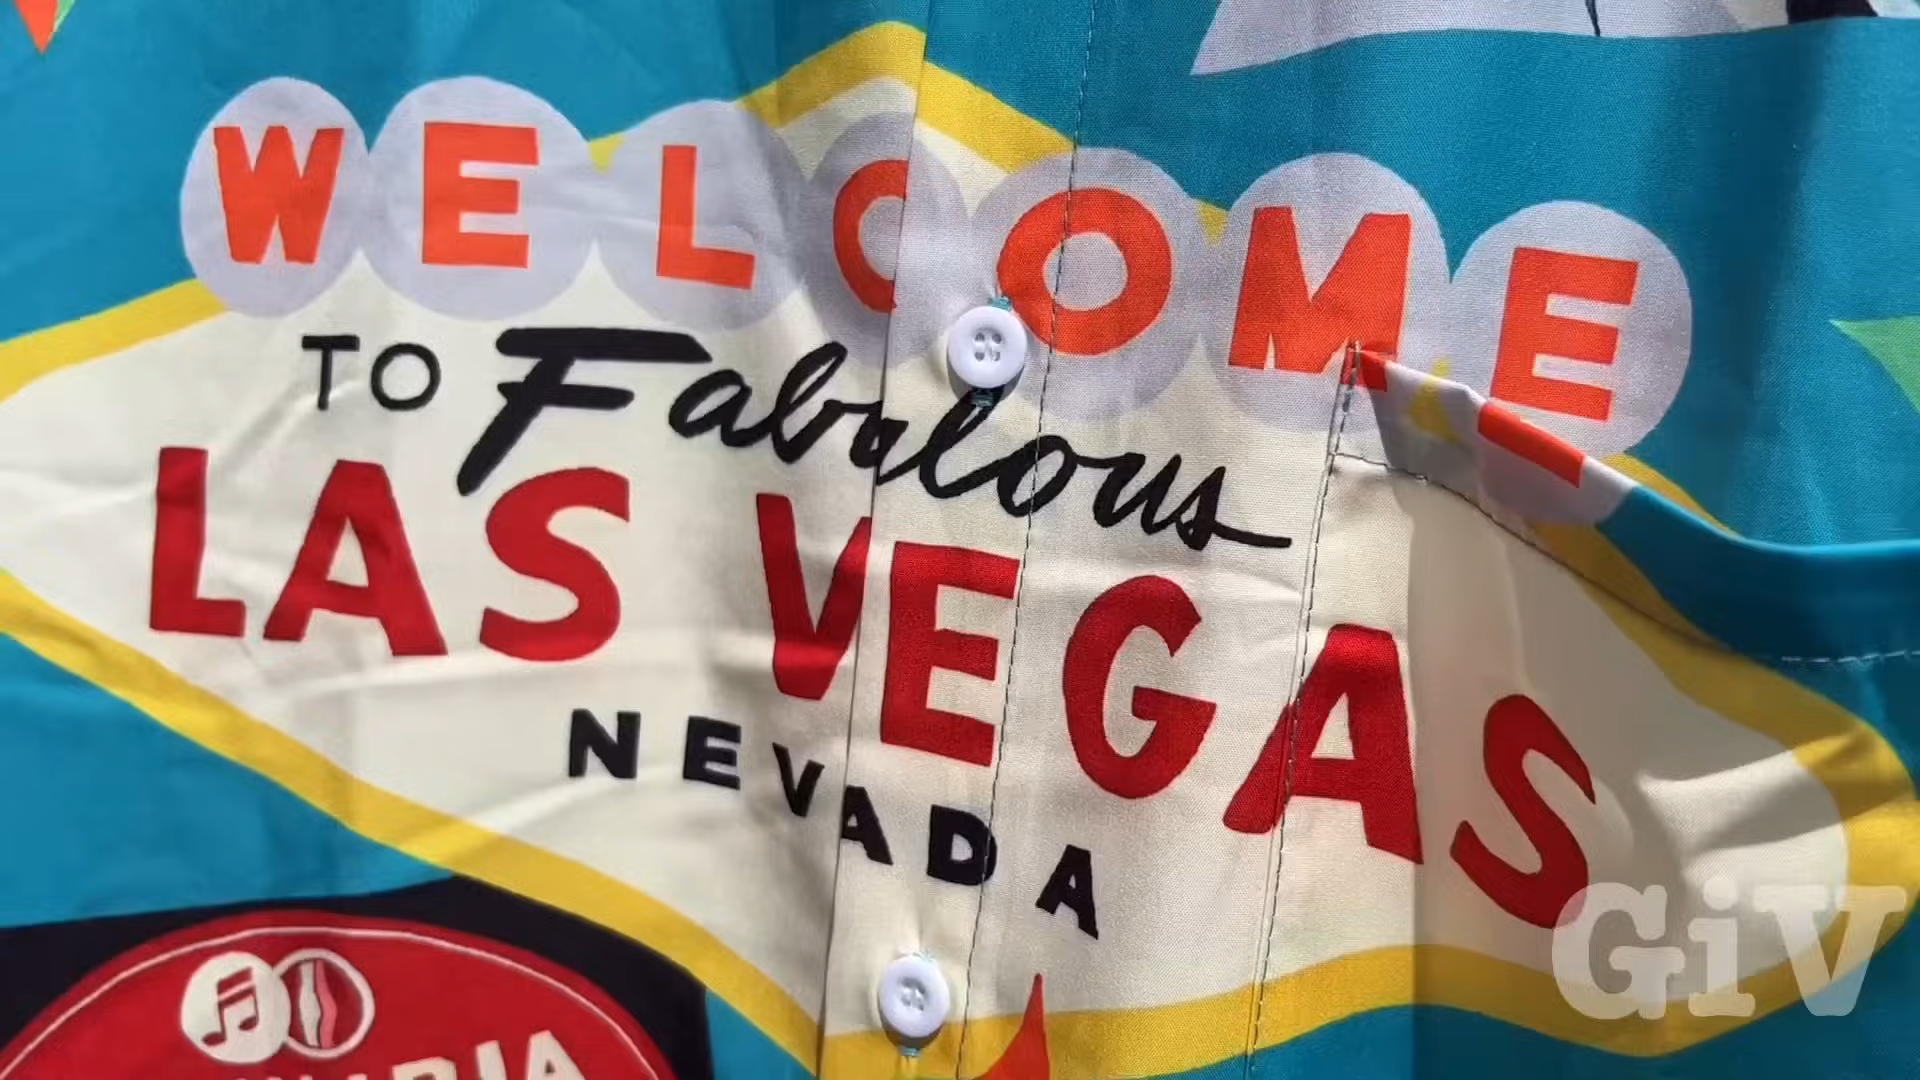 WELCOME
TO Fabulous
LAS VEGAS
NEVADA
GiV